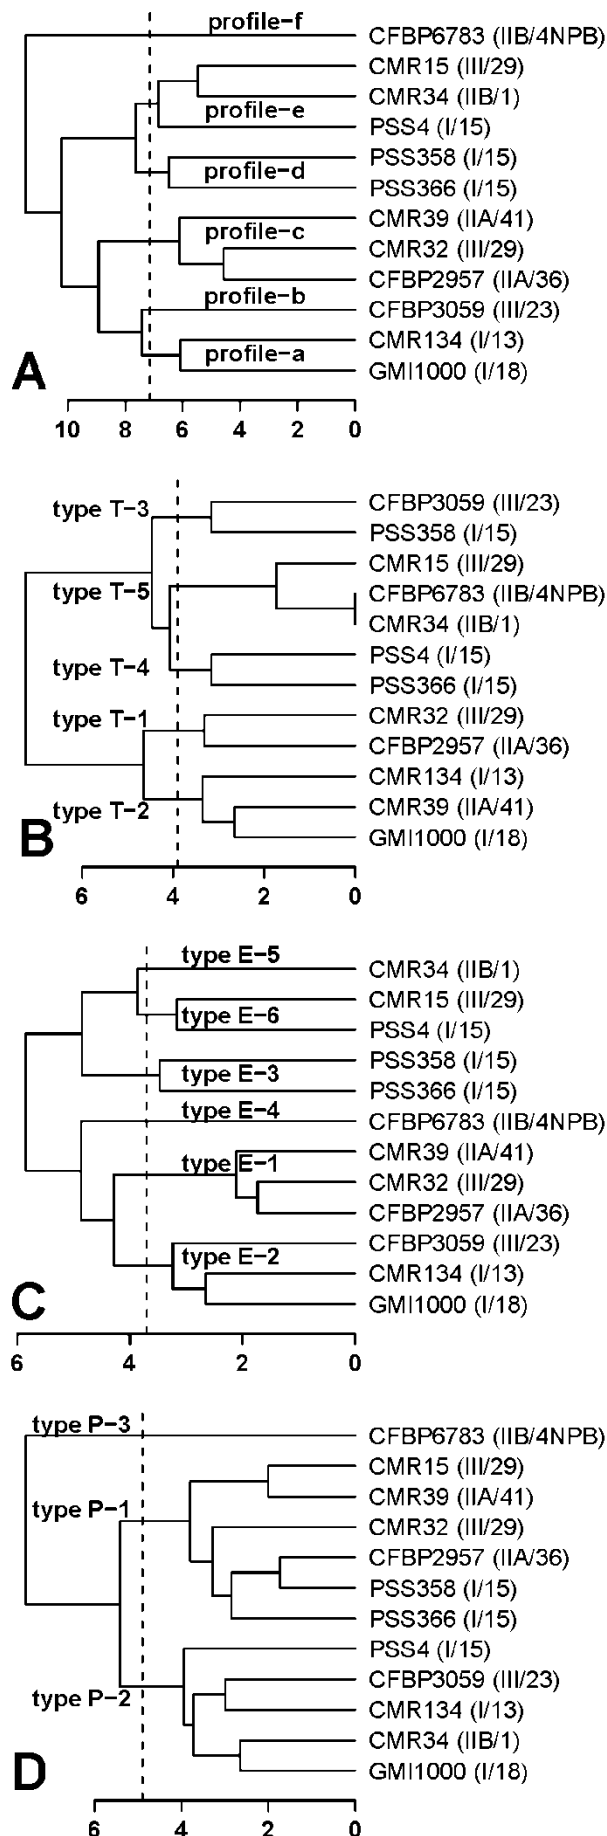 profile-f
CFBP6783 (IIB/4NPB)
CMR15 (III/29)
CMR34 (IIB/1)
profile-e
PSS4 (I/15)
PSS358 (I/15)
profile-d
PSS366 (I/15)
CMR39 (IIA/41)
profile-c
CMR32 (III/29)
CFBP2957 (IIA/36)
profile-b
CFBP3059 (III/23)
CMR134 (I/13)
profile-a
GMI1000 (I/18)
A
10 8 6 4 2 0
type T-3
CFBP3059 (III/23)
PSS358 (I/15)
CMR15 (III/29)
type T-5
CFBP6783 (IIB/4NPB)
CMR34 (IIB/1)
PSS4 (I/15)
type T-4
PSS366 (I/15)
type T-1
CMR32 (III/29)
CFBP2957 (IIA/36)
CMR134 (I/13)
type T-2
CMR39 (IIA/41)
GMI1000 (I/18)
B
6 4 2 0
type E-5
CMR34 (IIB/1)
CMR15 (III/29)
type E-6
PSS4 (I/15)
PSS358 (I/15)
type E-3
PSS366 (I/15)
type E-4
CFBP6783 (IIB/4NPB)
CMR39 (IIA/41)
type E-1
CMR32 (III/29)
CFBP2957 (IIA/36)
CFBP3059 (III/23)
type E-2
CMR134 (I/13)
GMI1000 (I/18)
C
6 4 2 0
type P-3
CFBP6783 (IIB/4NPB)
CMR15 (III/29)
CMR39 (IIA/41)
type P-1
CMR32 (III/29)
CFBP2957 (IIA/36)
PSS358 (I/15)
PSS366 (I/15)
PSS4 (I/15)
CFBP3059 (III/23)
type P-2
CMR134 (I/13)
CMR34 (IIB/1)
GMI1000 (I/18)
D
6 4 2 0